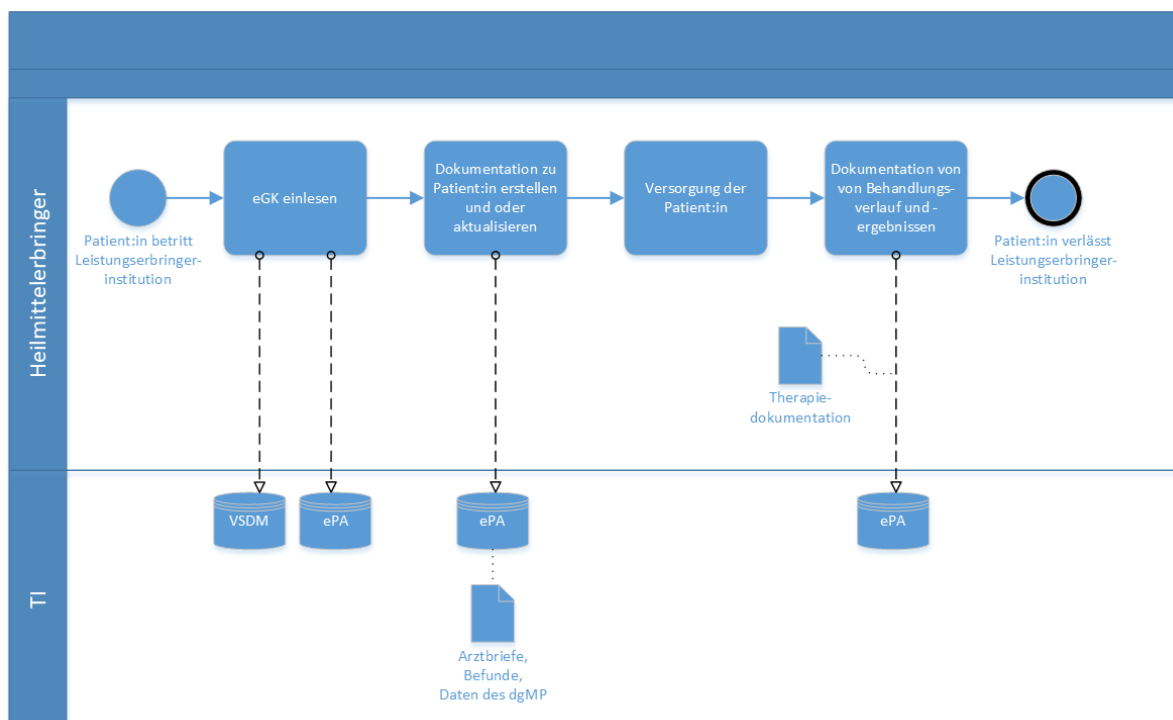 Heilmittelerbringer
Patient:in betritt
Leistungserbringer-
institution
eGK einlesen
Dokumentation zu
Patient:in erstellen
und oder
aktualisieren
Versorgung der
Patient:in
Dokumentation von
von Behandlungs-
verlauf und -
ergebnissen
Patient:in verlässt
Leistungserbringer-
institution
Therapie-
dokumentation
TI
VSDM
ePA
ePA
ePA
Arztbriefe,
Befunde,
Daten des dgMP